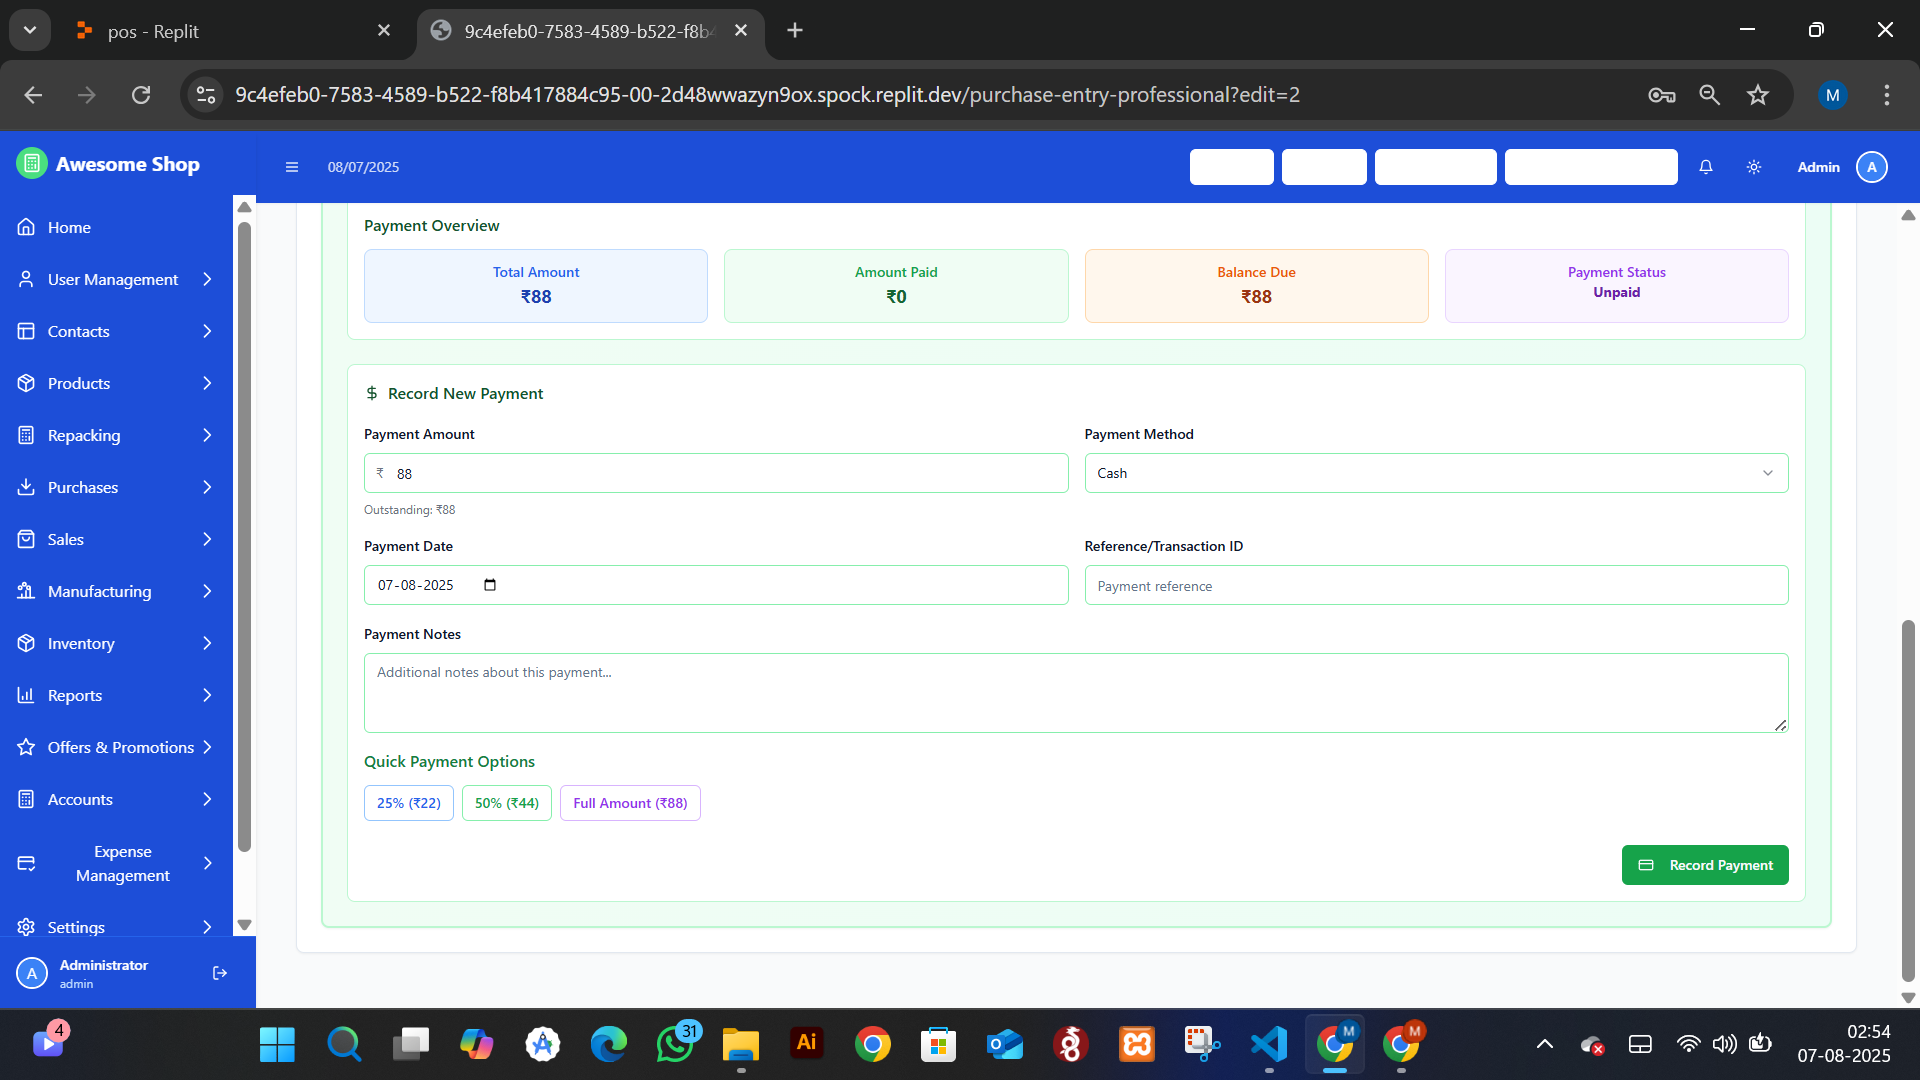 pos - Replit
9c4efeb0-7583-4589-b522-f8b4
9c4efeb0-7583-4589-b522-f8b417884c95-00-2d48wwazyn9ox.spock.replit.dev/purchase-entry-professional?edit=2
M
Awesome Shop
08/07/2025
Admin
A
Home
User Management
Contacts
Products
Repacking
Purchases
Sales
Manufacturing
Inventory
Reports
Offers & Promotions
Accounts
Expense
Management
Settings
A
Administrator
admin
Payment Overview
Total Amount
₹88
Amount Paid
₹0
Balance Due
₹88
Payment Status
Unpaid
$ Record New Payment
Payment Amount
₹ 88
Outstanding: ₹88
Payment Method
Cash
Payment Date
07-08-2025
Reference/Transaction ID
Payment reference
Payment Notes
Additional notes about this payment...
Quick Payment Options
25% (₹22)
50% (₹44)
Full Amount (₹88)
Record Payment
4
31
Ai
M
M
02:54
07-08-2025